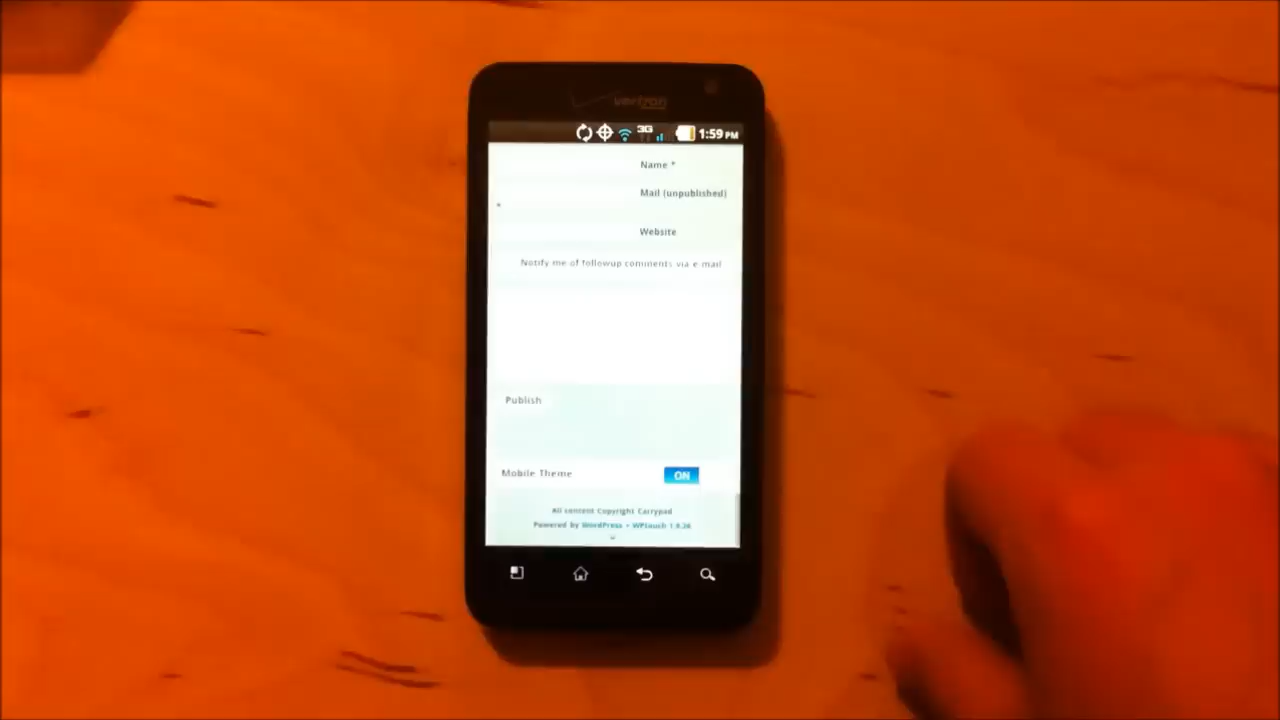 verizon
3G 1:59 PM
Name *
Mail (unpublished)
*
Website
Notify me of followup comments via e-mail
Publish
Mobile Theme ON
All content Copyright Carrypad
Powered by WordPress + WPtouch 1.9.26